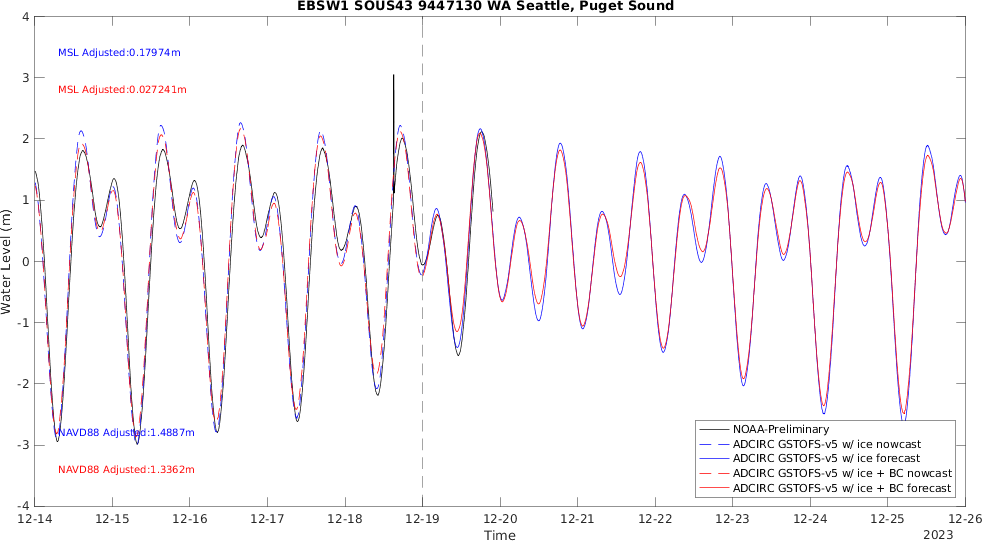 EBSW1 SOUS43 9447130 WA Seattle, Puget Sound
4
MSL Adjusted:0.17974m
3
MSL Adjusted:0.027241m
2
1
0
Water Level (m)
-1
-2
NAVD88 Adjusted:1.4887m
-3
NAVD88 Adjusted:1.3362m
-4
NOAA-Preliminary
ADCIRC GSTOFS-v5 w/ ice nowcast
ADCIRC GSTOFS-v5 w/ ice forecast
ADCIRC GSTOFS-v5 w/ ice + BC nowcast
ADCIRC GSTOFS-v5 w/ ice + BC forecast
12-14 12-15 12-16 12-17 12-18 12-19 12-20 12-21 12-22 12-23 12-24 12-25 12-26
Time 2023